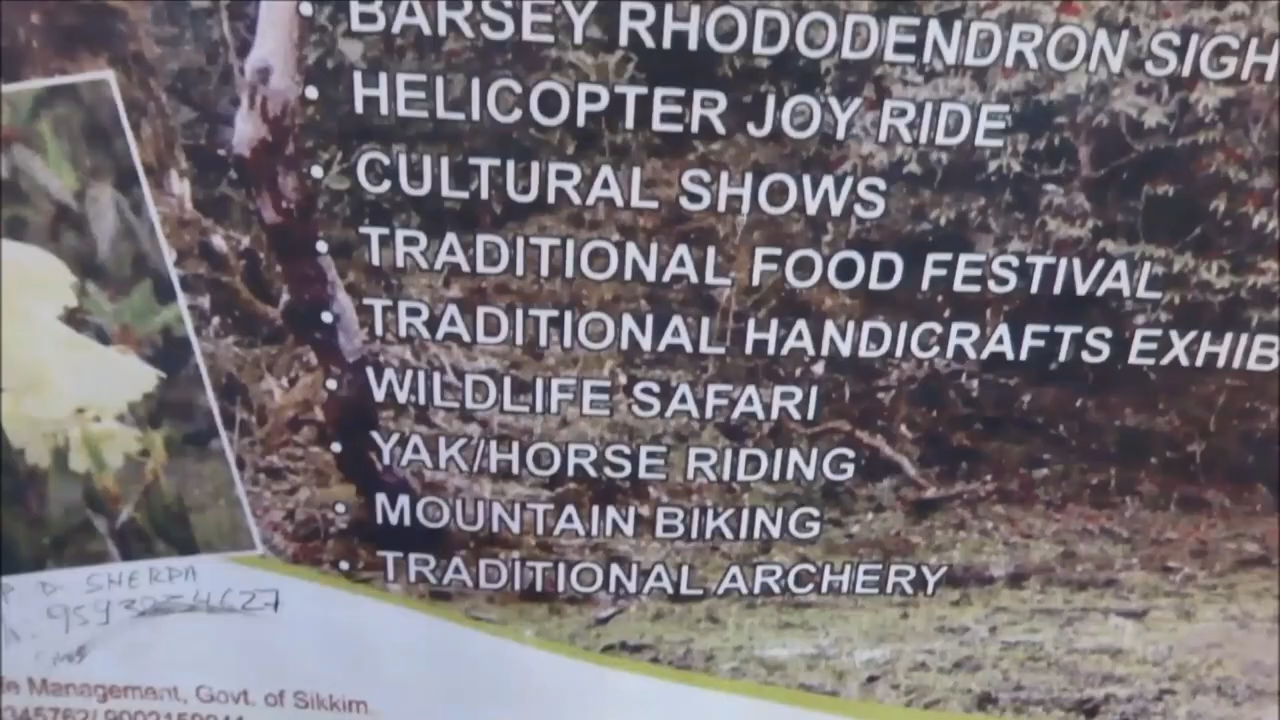 • BARSEY RHODODENDRON SIGH
• HELICOPTER JOY RIDE
• CULTURAL SHOWS
• TRADITIONAL FOOD FESTIVAL
• TRADITIONAL HANDICRAFTS EXHIB
• WILDLIFE SAFARI
• YAK/HORSE RIDING
• MOUNTAIN BIKING
• TRADITIONAL ARCHERY
SHERPA
Management, Govt. of Sikkim